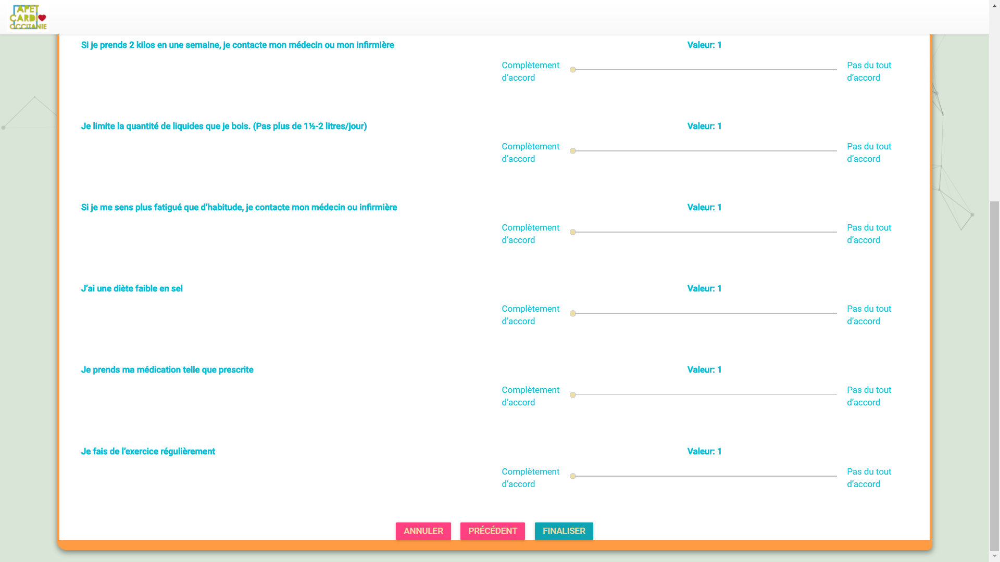 APET
CARDI
OCCITANIE
Si je prends 2 kilos en une semaine, je contacte mon médecin ou mon infirmière
Valeur: 1
Complètement
d’accord
Pas du tout
d’accord
Je limite la quantité de liquides que je bois. (Pas plus de 1½-2 litres/jour)
Valeur: 1
Complètement
d’accord
Pas du tout
d’accord
Si je me sens plus fatigué que d’habitude, je contacte mon médecin ou infirmière
Valeur: 1
Complètement
d’accord
Pas du tout
d’accord
J’ai une diète faible en sel
Valeur: 1
Complètement
d’accord
Pas du tout
d’accord
Je prends ma médication telle que prescrite
Valeur: 1
Complètement
d’accord
Pas du tout
d’accord
Je fais de l’exercice régulièrement
Valeur: 1
Complètement
d’accord
Pas du tout
d’accord
ANNULER
PRÉCÉDENT
FINALISER